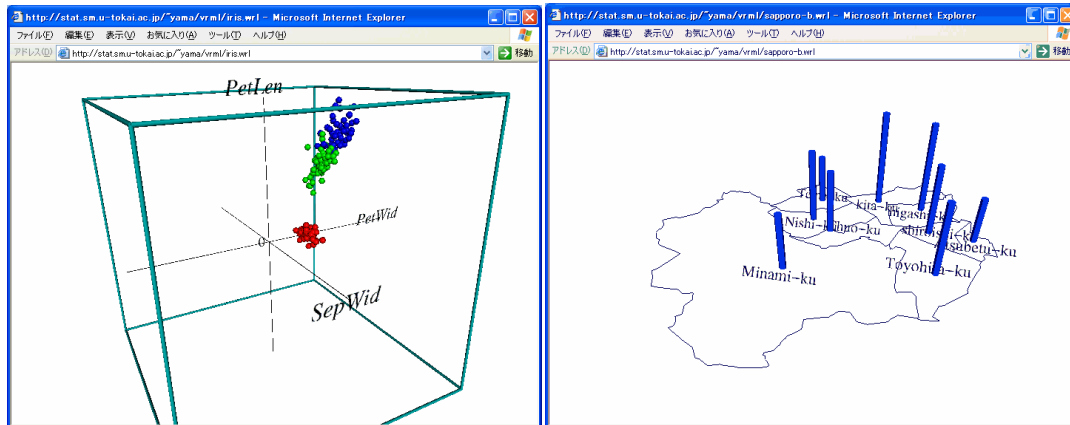 http://stat.sm.u-tokai.ac.jp/~yama/vrml/iris.wrl - Microsoft Internet Explorer
ファイル(F) 編集(E) 表示(V) お気に入り(A) ツール(T) ヘルプ(H)
アドレス(D) http://stat.sm.u-tokai.ac.jp/~yama/vrml/iris.wrl 移動
PetLen
PetWid
0
SepWid
http://stat.sm.u-tokai.ac.jp/~yama/vrml/sapporo-b.wrl - Microsoft Internet Explorer
ファイル(F) 編集(E) 表示(V) お気に入り(A) ツール(T) ヘルプ(H)
アドレス(D) http://stat.sm.u-tokai.ac.jp/~yama/vrml/sapporo-b.wrl 移動
kita-ku
Nishi-ku
Minami-ku
Toyohira-ku